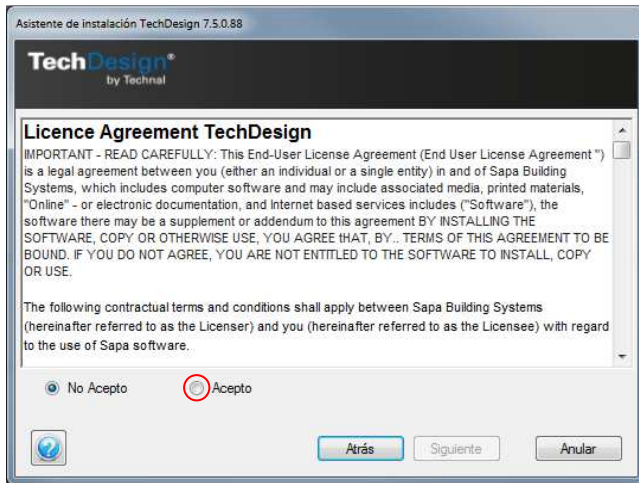 Asistente de instalación TechDesign 7.5.0.88
TechDesign®
by Technal
Licence Agreement TechDesign
IMPORTANT - READ CAREFULLY: This End-User License Agreement (End User License Agreement ")
is a legal agreement between you (either an individual or a single entity) in and of Sapa Building
Systems, which includes computer software and may include associated media, printed materials,
"Online" - or electronic documentation, and Internet based services includes ("Software"), the
software there may be a supplement or addendum to this agreement BY INSTALLING THE
SOFTWARE, COPY OR OTHERWISE USE, YOU AGREE tHAT, BY.. TERMS OF THIS AGREEMENT TO BE
BOUND. IF YOU DO NOT AGREE, YOU ARE NOT ENTITLED TO THE SOFTWARE TO INSTALL, COPY
OR USE.
The following contractual terms and conditions shall apply between Sapa Building Systems
(hereinafter referred to as the Licenser) and you (hereinafter referred to as the Licensee) with regard
to the use of Sapa software.
No Acepto Acepto
Atrás Siguiente Anular